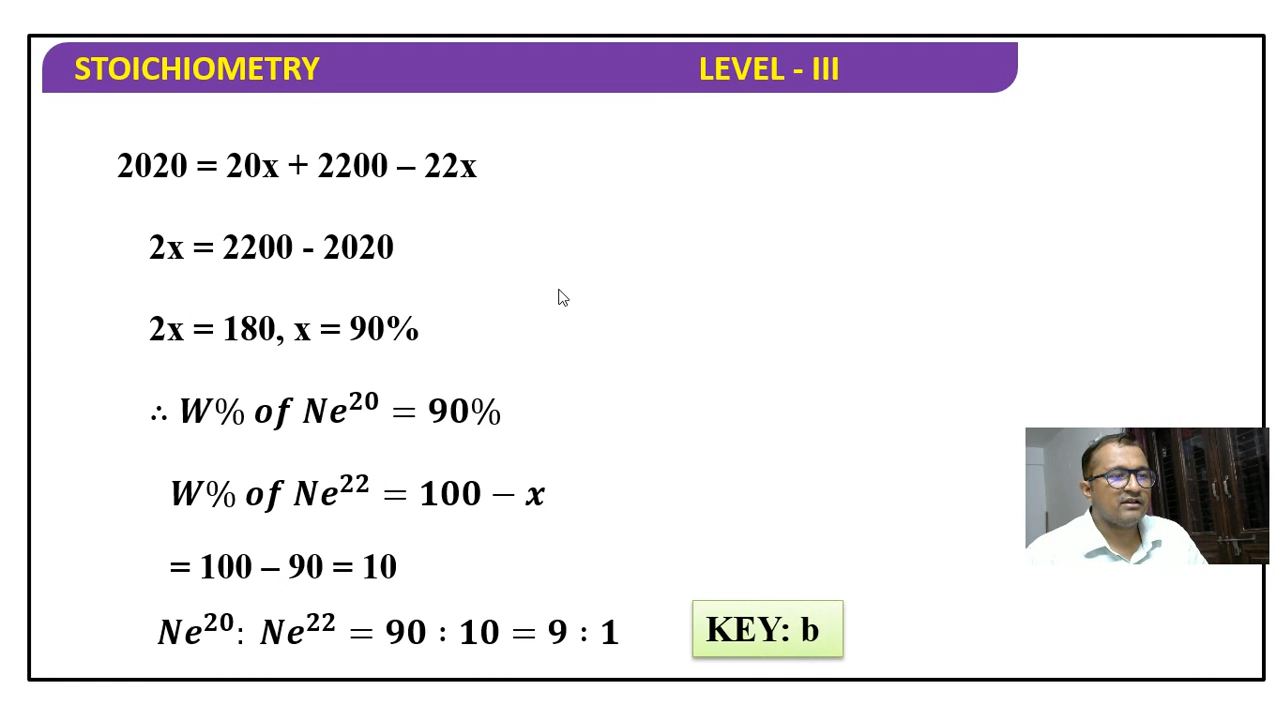 STOICHIOMETRY LEVEL - III
2020 = 20x + 2200 – 22x
2x = 2200 - 2020
2x = 180, x = 90%
∴ W% of Ne²⁰ = 90%
W% of Ne²² = 100 − x
= 100 – 90 = 10
Ne²⁰: Ne²² = 90 : 10 = 9 : 1
KEY: b